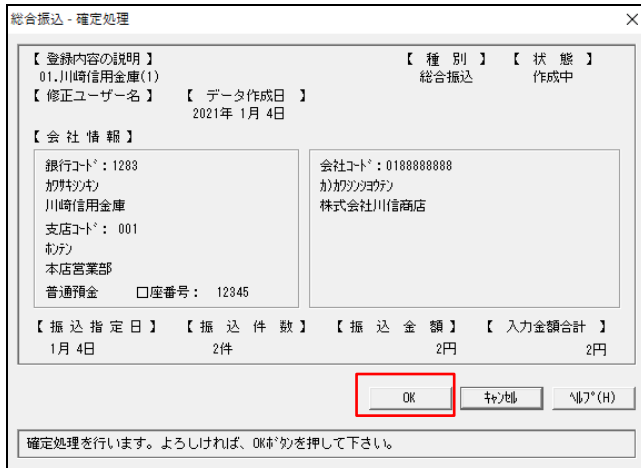 総合振込 - 確定処理
【 登録内容の説明 】 【 種 別 】 【 状 態 】
01.川崎信用金庫(1) 総合振込 作成中
【 修正ユーザー名 】 【 データ作成日 】
2021年 1月 4日
【 会 社 情 報 】
銀行ｺｰﾄﾞ : 1283 会社ｺｰﾄﾞ : 0188888888
ｶﾜｻｷｼﾝｷﾝ ｶ)ｶﾜｼﾝｼﾖｳﾃﾝ
川崎信用金庫 株式会社川信商店
支店ｺｰﾄﾞ : 001
ﾎﾝﾃﾝ
本店営業部
普通預金 口座番号 : 12345
【 振 込 指 定 日 】 【 振 込 件 数 】 【 振 込 金 額 】 【 入力金額合計 】
1月 4日 2件 2円 2円
OK ｷｬﾝｾﾙ ﾍﾙﾌﾟ(H)
確定処理を行います。よろしければ、OKﾎﾞﾀﾝを押して下さい。